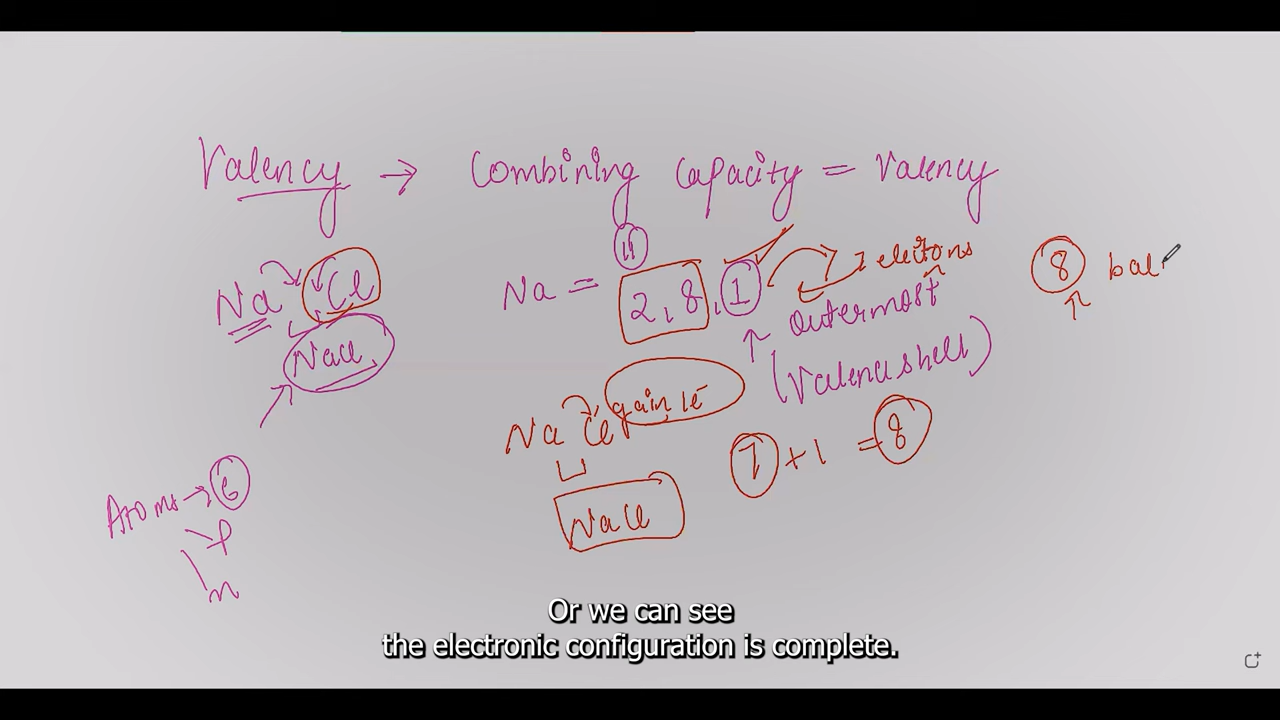 Valency → Combining Capacity = Valency
11
Na Cl
Na = 2, 8, 1
electrons
8 bal
outermost
NaCl
(Valence shell)
Na Cl gain 1e⁻
7 + 1 = 8
Atoms → e
p
n
NaCl
Or we can see
the electronic configuration is complete.